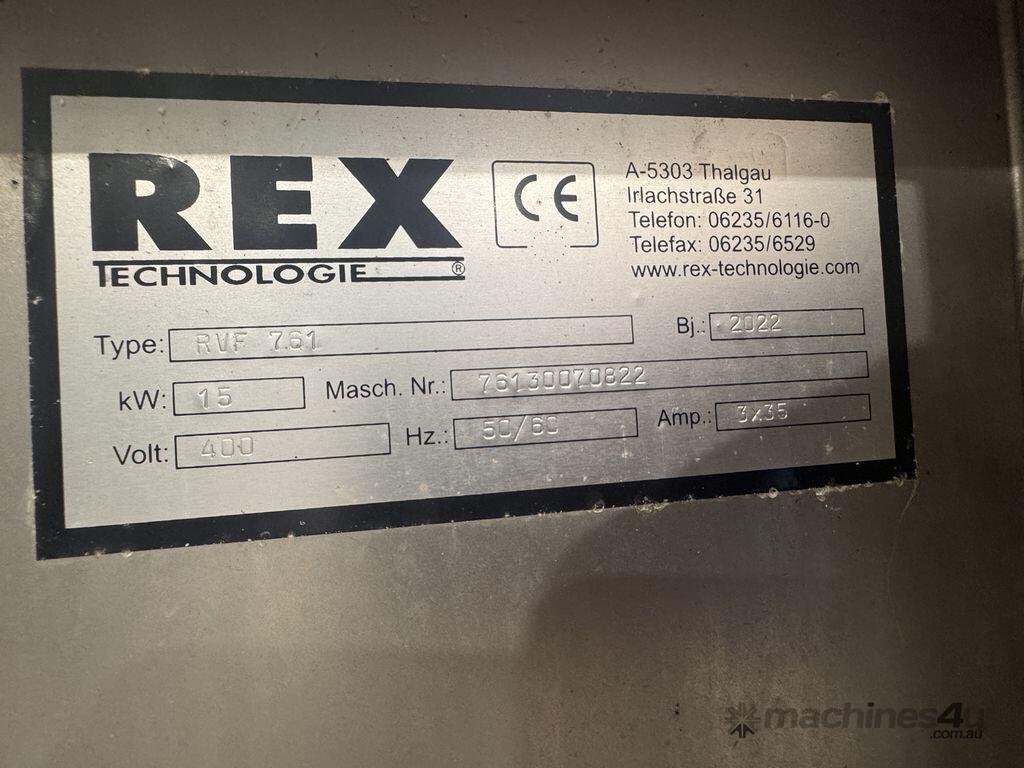 REX
TECHNOLOGIE®
CE
A-5303 Thalgau
Irlachstraße 31
Telefon: 06235/6116-0
Telefax: 06235/6529
www.rex-technologie.com
Type: RVF 761
Bj.: 2022
kW: 15
Masch. Nr.: 76130070822
Volt: 400
Hz.: 50/60
Amp.: 3x35
machines4u
.com.au